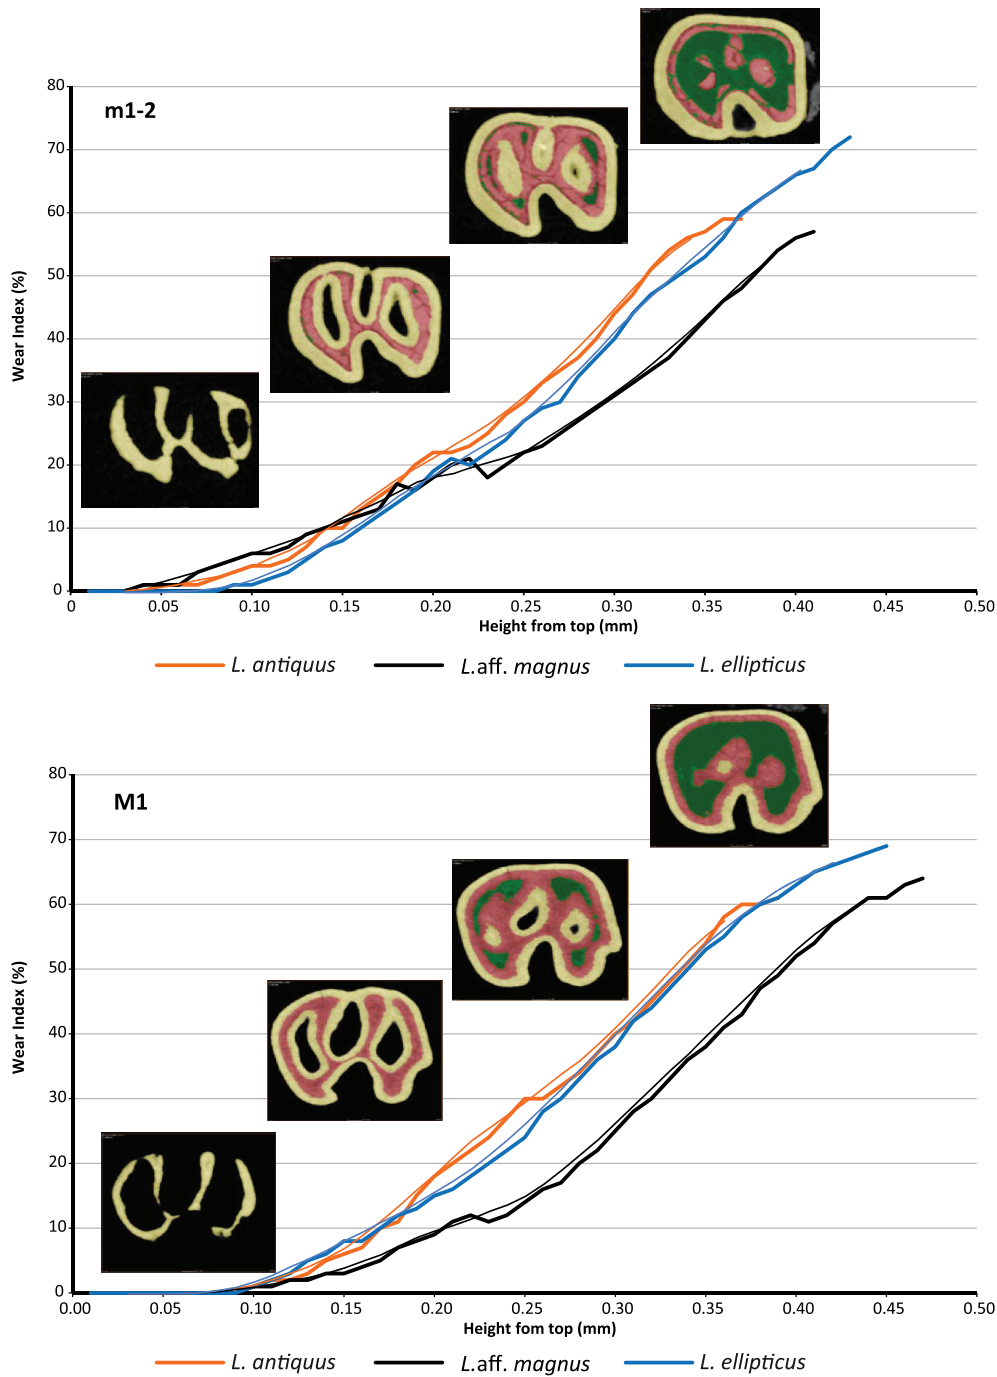 80
m1-2
70
60
50
40
30
20
10
0
Wear Index (%)
0 0.05 0.10 0.15 0.20 0.25 0.30 0.35 0.40 0.45 0.50
Height from top (mm)
L. antiquus L.aff. magnus L. ellipticus
80
M1
70
60
50
40
30
20
10
0
Wear Index (%)
0.00 0.05 0.10 0.15 0.20 0.25 0.30 0.35 0.40 0.45 0.50
Height fom top (mm)
L. antiquus L.aff. magnus L. ellipticus